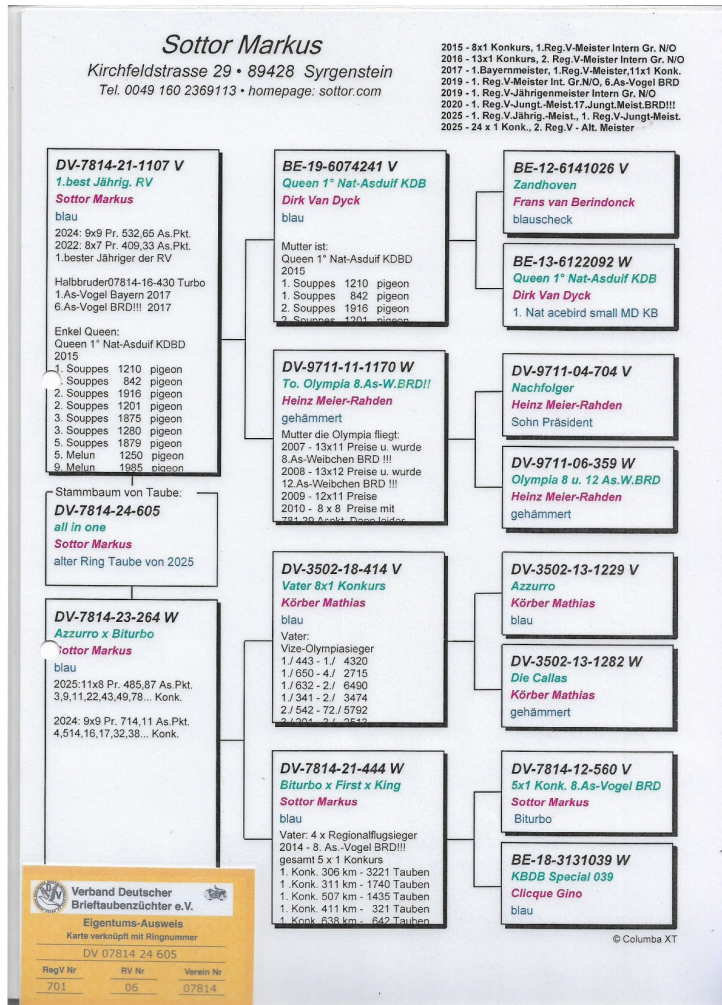 Sottor Markus
Kirchfeldstrasse 29 • 89428 Syrgenstein
Tel. 0049 160 2369113 • homepage: sottor.com
2015 - 8x1 Konkurs, 1.Reg.V-Meister Intern Gr. N/O
2016 - 13x1 Konkurs, 2. Reg.V-Meister Intern Gr. N/O
2017 - 1.Bayernmeister, 1.Reg.V-Meister,11x1 Konk.
2019 - 1. Reg.V-Meister Int. Gr.N/O, 6.As-Vogel BRD
2019 - 1. Reg.V-Jährigenmeister Intern Gr. N/O
2020 - 1.Reg.V-Jungt.-Meist.17.Jungt.Meist.BRD!!!
2025 - 1. Reg.V.Jährig.-Meist., 1. Reg.V-Jungt-Meist.
2025 - 24 x 1 Konk., 2. Reg.V - Alt. Meister
DV-7814-21-1107 V
1.best Jährig. RV
Sottor Markus
blau
2024: 9x9 Pr. 532,65 As.Pkt.
2022: 8x7 Pr. 409,33 As.Pkt.
1.bester Jähriger der RV
Halbbruder07814-16-430 Turbo
1.As-Vogel Bayern 2017
6.As-Vogel BRD!!! 2017
Enkel Queen:
Queen 1° Nat-Asduif KDBD
2015
1. Souppes 1210 pigeon
. Souppes 842 pigeon
2. Souppes 1916 pigeon
2. Souppes 1201 pigeon
3. Souppes 1875 pigeon
3. Souppes 1280 pigeon
5. Souppes 1879 pigeon
5. Melun 1250 pigeon
9. Melun 1985 pigeon
Stammbaum von Taube:
DV-7814-24-605
all in one
Sottor Markus
alter Ring Taube von 2025
DV-7814-23-264 W
Azzurro x Biturbo
Sottor Markus
blau
2025:11x8 Pr. 485,87 As.Pkt.
3,9,11,22,43,49,78... Konk.
2024: 9x9 Pr. 714,11 As.Pkt.
4,514,16,17,32,38... Konk.
BE-19-6074241 V
Queen 1° Nat-Asduif KDB
Dirk Van Dyck
blau
Mutter ist:
Queen 1° Nat-Asduif KDBD
2015
1. Souppes 1210 pigeon
1. Souppes 842 pigeon
2. Souppes 1916 pigeon
2. Souppes 1201 pigeon
DV-9711-11-1170 W
To. Olympia 8.As-W.BRD!!
Heinz Meier-Rahden
gehämmert
Mutter die Olympia fliegt:
2007 - 13x11 Preise u. wurde
8.As-Weibchen BRD !!!
2008 - 13x12 Preise u. wurde
12.As-Weibchen BRD !!!
2009 - 12x11 Preise
2010 - 8 x 8 Preise mit
781,29 Aspkt. Dann leider
DV-3502-18-414 V
Vater 8x1 Konkurs
Körber Mathias
blau
Vater:
Vize-Olympiasieger
1./ 443 - 1./ 4320
1./ 650 - 4./ 2715
1./ 632 - 2./ 6490
1./ 341 - 2./ 3474
2./ 542 - 72./ 5792
3./ 201 - 3./ 2513
DV-7814-21-444 W
Biturbo x First x King
Sottor Markus
blau
Vater: 4 x Regionalflugsieger
2014 - 8. As.-Vogel BRD!!!
gesamt 5 x 1 Konkurs
1. Konk. 306 km - 3221 Tauben
1. Konk. 311 km - 1740 Tauben
1. Konk. 507 km - 1435 Tauben
1. Konk. 411 km - 321 Tauben
1. Konk. 638 km - 642 Tauben
BE-12-6141026 V
Zandhoven
Frans van Berindonck
blauscheck
BE-13-6122092 W
Queen 1° Nat-Asduif KDB
Dirk Van Dyck
1. Nat acebird small MD KB
DV-9711-04-704 V
Nachfolger
Heinz Meier-Rahden
Sohn Präsident
DV-9711-06-359 W
Olympia 8 u. 12 As.W.BRD
Heinz Meier-Rahden
gehämmert
DV-3502-13-1229 V
Azzurro
Körber Mathias
blau
DV-3502-13-1282 W
Die Callas
Körber Mathias
gehämmert
DV-7814-12-560 V
5x1 Konk. 8.As-Vogel BRD
Sottor Markus
Biturbo
BE-18-3131039 W
KBDB Special 039
Clicque Gino
blau
© Columba XT
Verband Deutscher
Brieftaubenzüchter e.V.
Eigentums-Ausweis
Karte verknüpft mit Ringnummer
DV 07814 24 605
RegV Nr RV Nr Verein Nr
701 06 07814